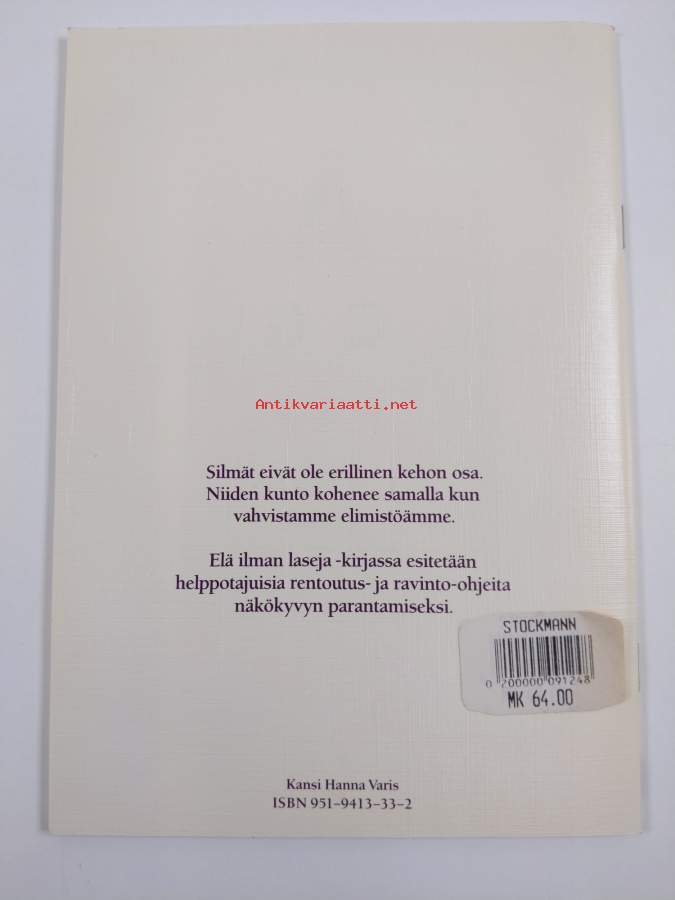 Antikvariaatti.net
Silmät eivät ole erillinen kehon osa.
Niiden kunto kohenee samalla kun
vahvistamme elimistöämme.
Elä ilman laseja -kirjassa esitetään
helppotajuisia rentoutus- ja ravinto-ohjeita
näkökyvyn parantamiseksi.
STOCKMANN
0 200000 091248
MK 64.00
Kansi Hanna Varis
ISBN 951–9413–33–2